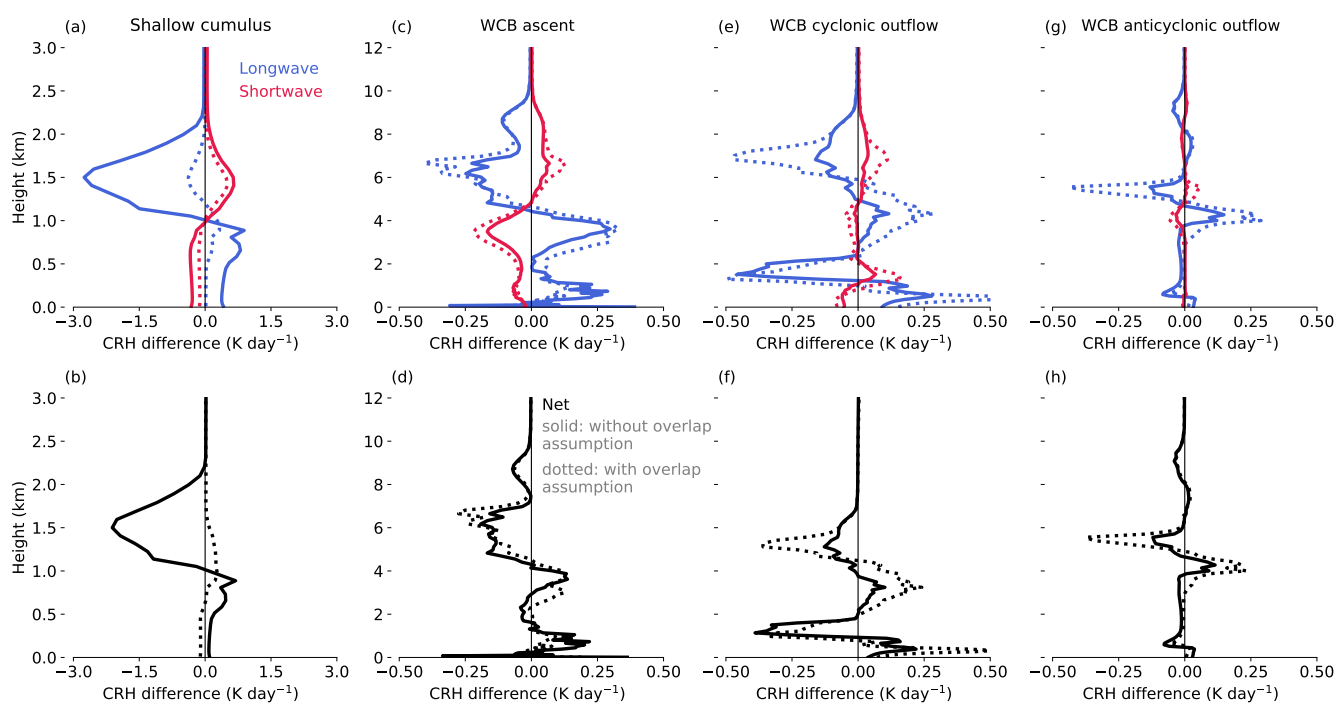 (a) Shallow cumulus
(c) WCB ascent
(e) WCB cyclonic outflow
(g) WCB anticyclonic outflow
3.0
2.5
2.0
1.5
1.0
0.5
0.0
Height (km)
Longwave
Shortwave
12
10
8
6
4
2
0
−3.0 −1.5 0.0 1.5 3.0
−0.50 −0.25 0.00 0.25 0.50
−0.50 −0.25 0.00 0.25 0.50
−0.50 −0.25 0.00 0.25 0.50
CRH difference (K day⁻¹)
CRH difference (K day⁻¹)
CRH difference (K day⁻¹)
CRH difference (K day⁻¹)
(b)
(d)
(f)
(h)
3.0
2.5
2.0
1.5
1.0
0.5
0.0
Height (km)
12
10
8
6
4
2
0
Net
solid: without overlap
assumption
dotted: with overlap
assumption
−3.0 −1.5 0.0 1.5 3.0
−0.50 −0.25 0.00 0.25 0.50
−0.50 −0.25 0.00 0.25 0.50
−0.50 −0.25 0.00 0.25 0.50
CRH difference (K day⁻¹)
CRH difference (K day⁻¹)
CRH difference (K day⁻¹)
CRH difference (K day⁻¹)